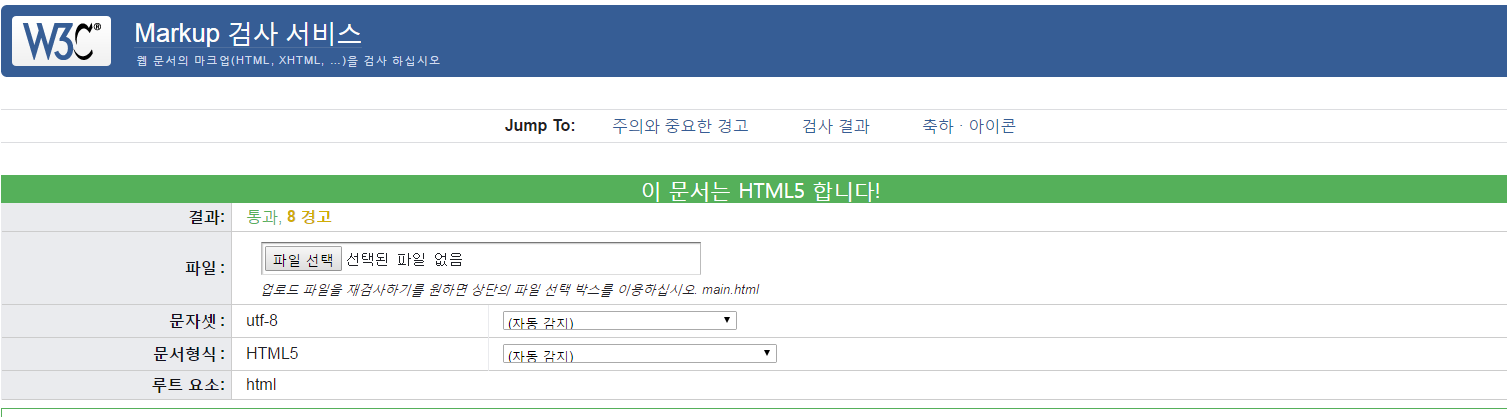 W3C® Markup 검사 서비스
웹 문서의 마크업(HTML, XHTML, ...)을 검사 하십시오
Jump To: 주의와 중요한 경고 검사 결과 축하 · 아이콘
이 문서는 HTML5 합니다!
결과: 통과, 8 경고
파일 : 파일 선택 선택된 파일 없음
업로드 파일을 재검사하기를 원하면 상단의 파일 선택 박스를 이용하십시오. main.html
문자셋 : utf-8 (자동 감지)
문서형식 : HTML5 (자동 감지)
루트 요소: html